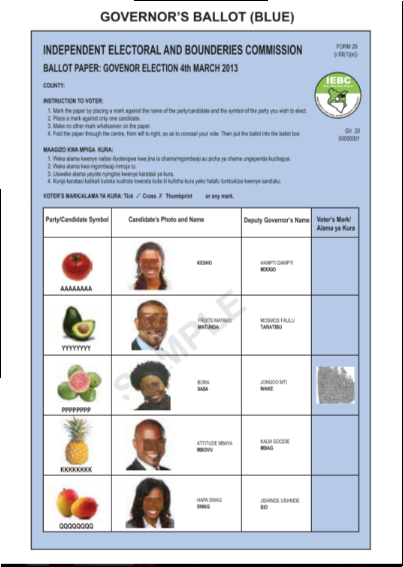 GOVERNOR'S BALLOT (BLUE)
INDEPENDENT ELECTORAL AND BOUNDERIES COMMISSION
FORM 29
BALLOT PAPER: GOVENOR ELECTION 4th MARCH 2013
IEBC
COUNTY:
INSTRUCTION TO VOTER:
1. Mark the paper by placing a mark against the name of the party/candidate and the symbol of the party you wish to elect.
2. Place a mark against only one candidate.
3. Make no other mark whatsoever on the paper.
4. Fold the paper through the centre, from left to right, so as to conceal your vote. Then put the ballot into the ballot box.
GV 29
00000001
MAAGIZO KWA MPIGA KURA:
1. Weka alama kwenye nafasi iliyotengwa kwa jina la chama/mgombeaji au picha ya chama ungependa kuchagua.
2. Weka alama kwa mgombeaji mmoja tu.
3. Usiweke alama yeyote nyingine kwenye karatasi ya kura.
4. Kunja karatasi katikati kutoka kushoto kwenda kulia ili kuficha kura yako halafu tumbukiza kwenye sanduku.
VOTER'S MARK/ALAMA YA KURA: Tick ✓ Cross X Thumbprint or any mark.
Party/Candidate Symbol Candidate's Photo and Name Deputy Governor's Name Voter's Mark/
Alama ya Kura
KESHO HAMPTI DAMPTI
MDOGO
AAAAAAAA
SAMPLE
MATUNDA
MOSMOS FAULU
TARATIBU
YYYYYYYY
BORA JONGOO MTI
SASA WAKE
PPPPPPPP
ATTITUDE MBAYA KALM GOODIE
MBOVU MBAG
KKKKKKKK
HAPA SWAG JISHINDE USHINDE
SWAG SIO
QQQQQQQQ